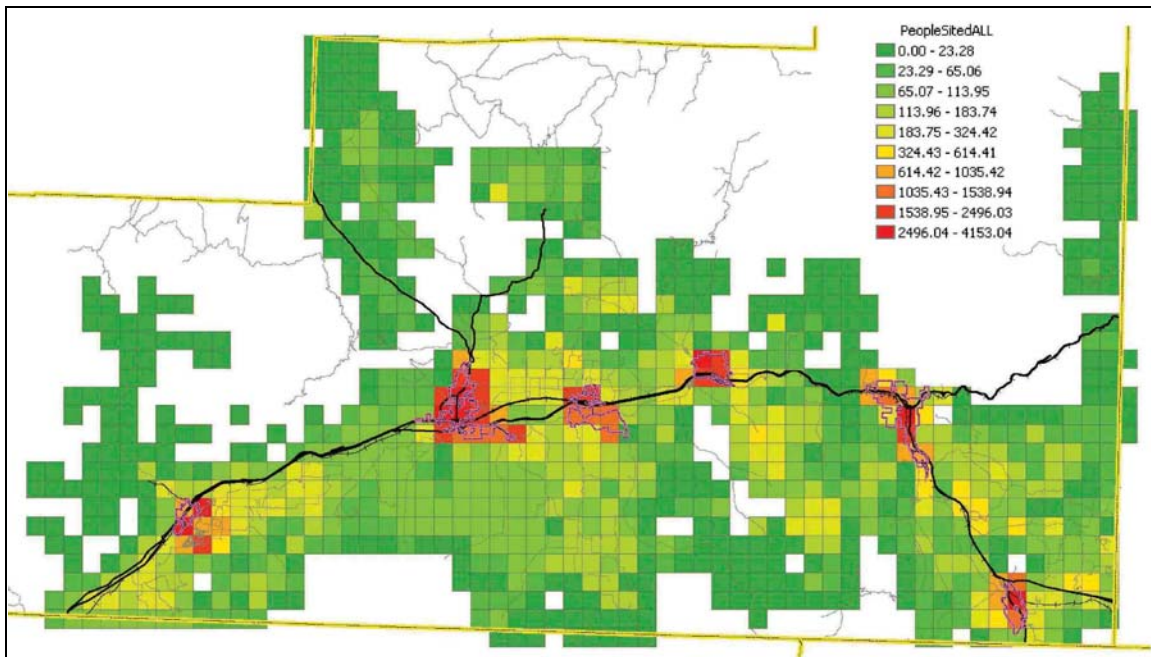 PeopleSitedALL
0.00 - 23.28
23.29 - 65.06
65.07 - 113.95
113.96 - 183.74
183.75 - 324.42
324.43 - 614.41
614.42 - 1035.42
1035.43 - 1538.94
1538.95 - 2496.03
2496.04 - 4153.04